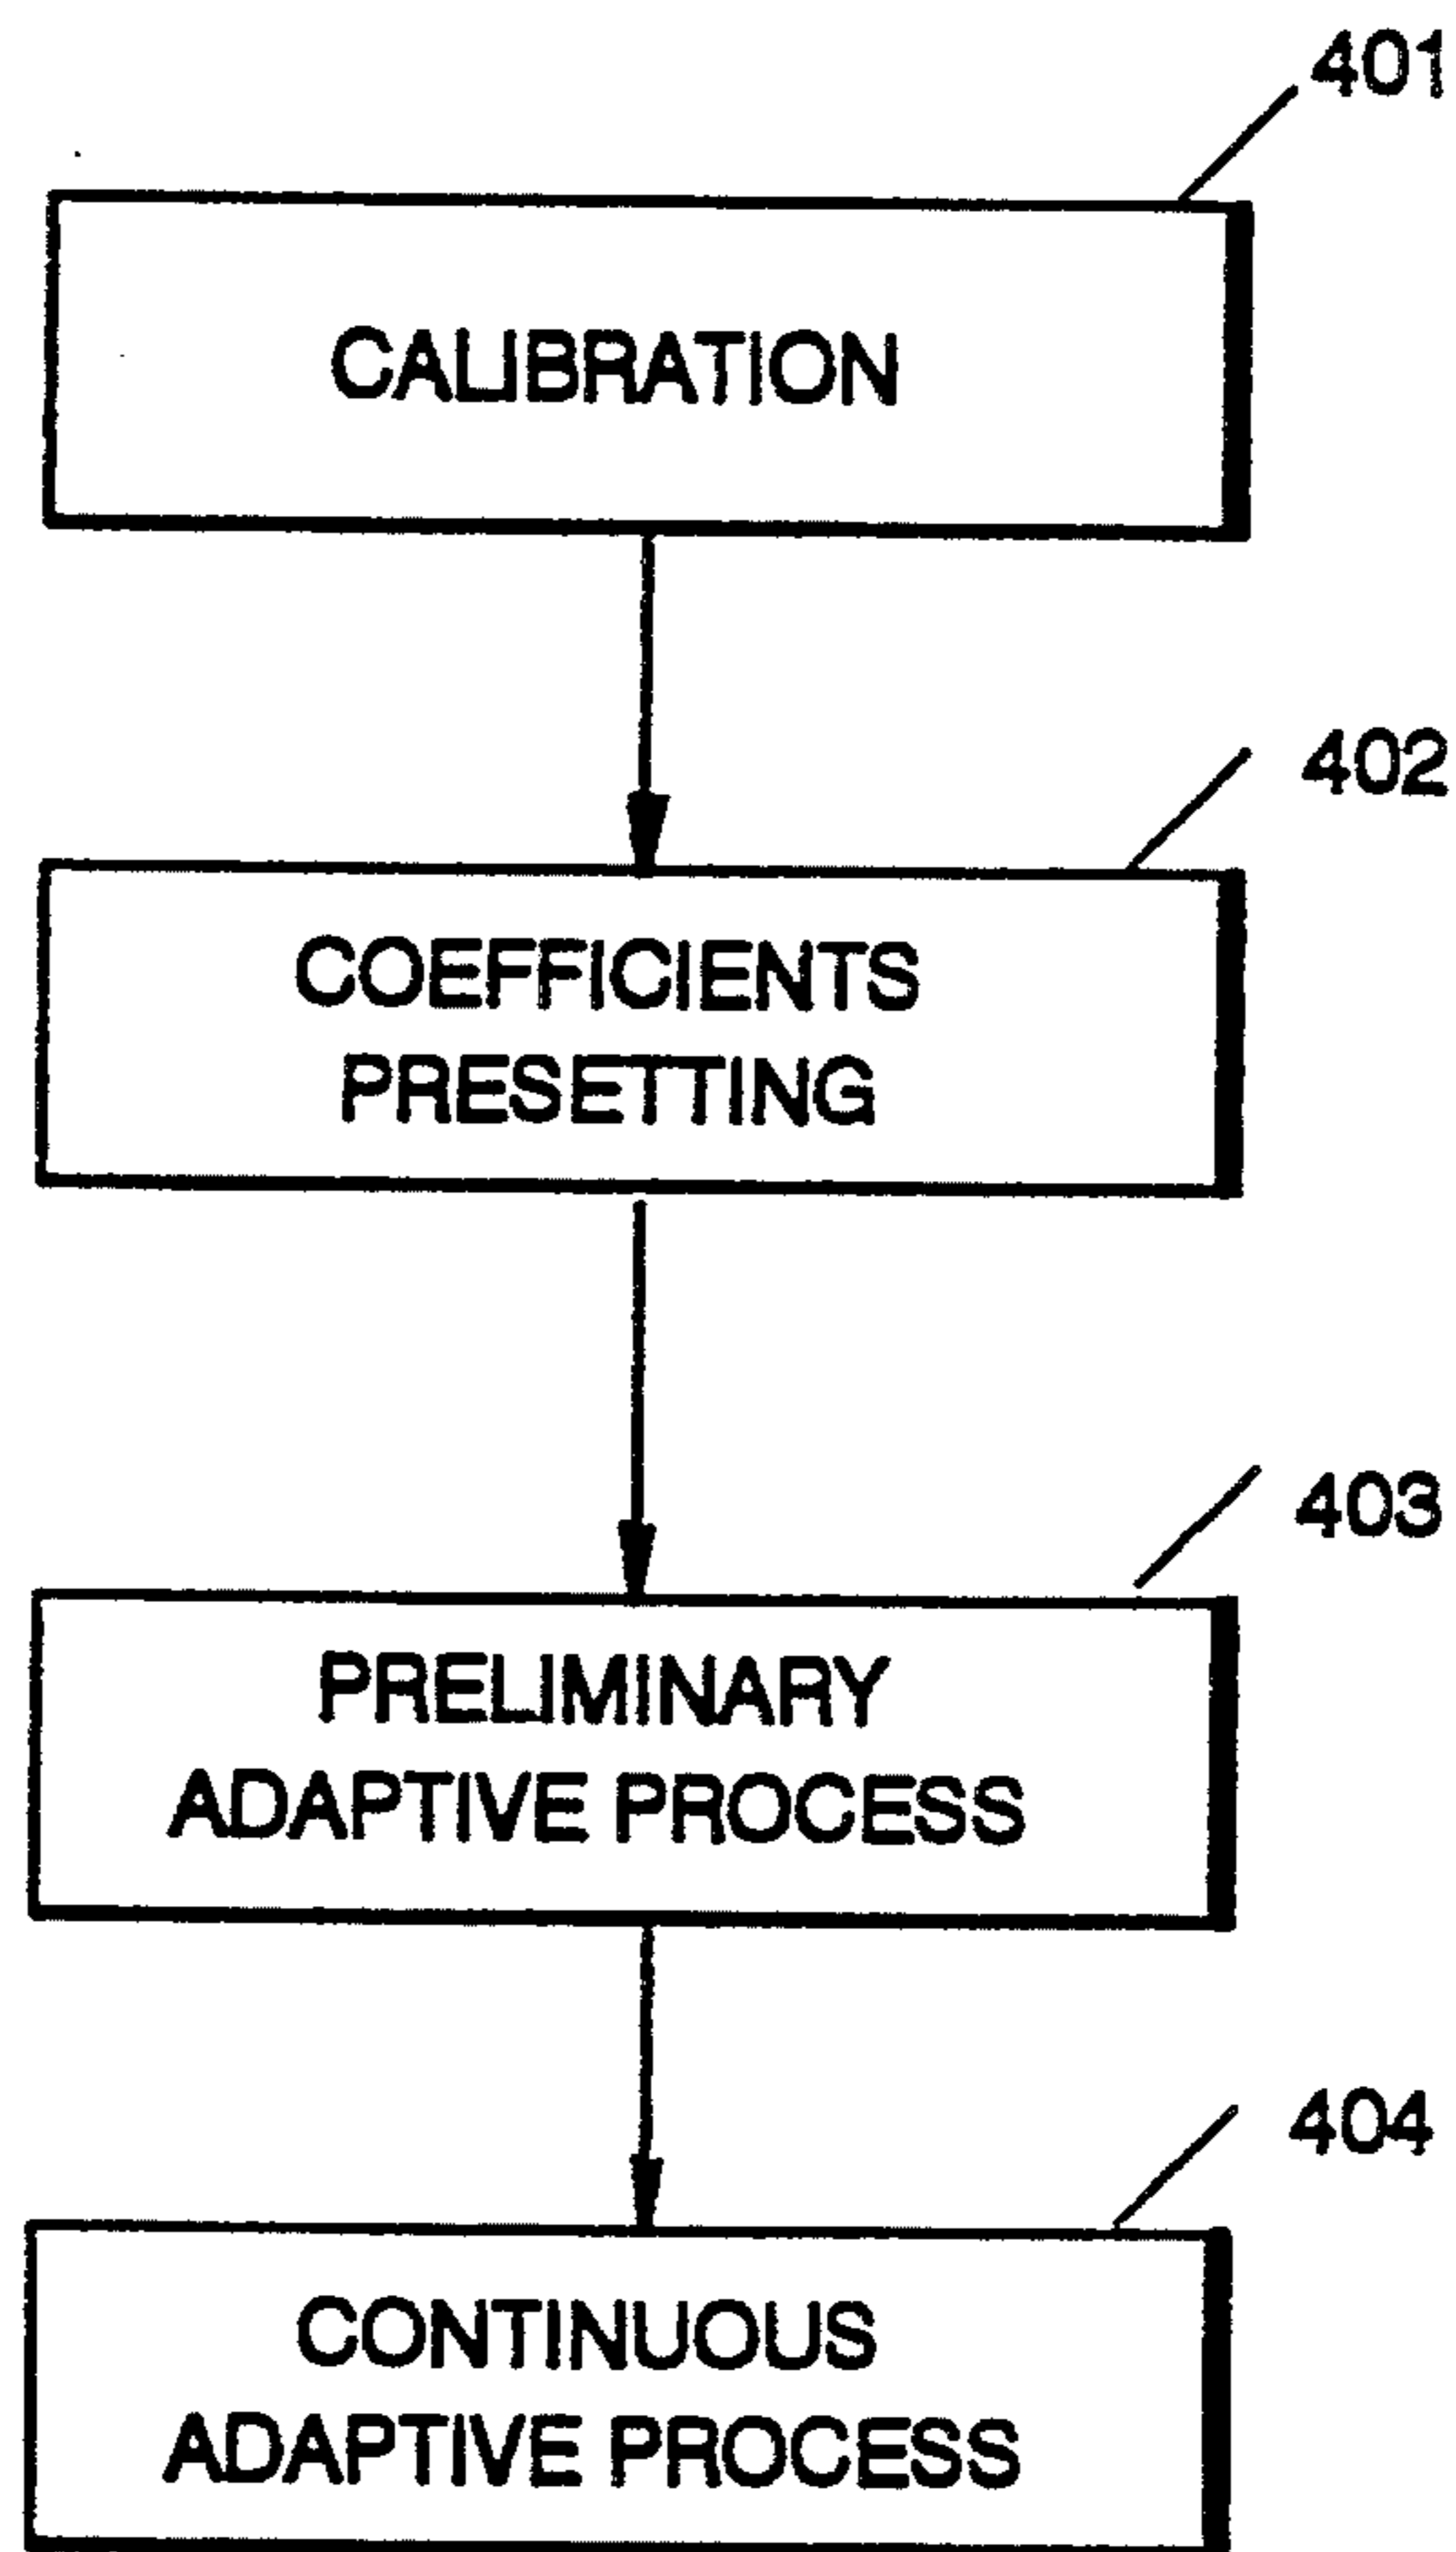 401
CALIBRATION
402
COEFFICIENTS
PRESETTING
403
PRELIMINARY
ADAPTIVE PROCESS
404
CONTINUOUS
ADAPTIVE PROCESS